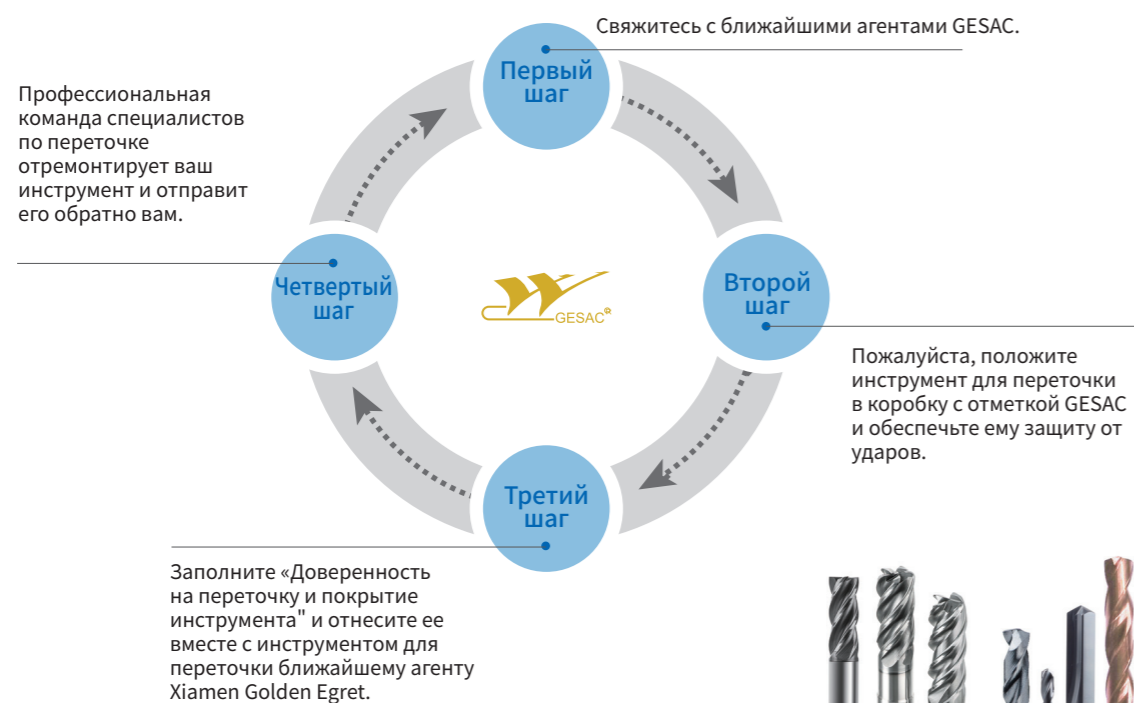 Первый
шаг
Свяжитесь с ближайшими агентами GESAC.
Второй
шаг
Пожалуйста, положите
инструмент для переточки
в коробку с отметкой GESAC
и обеспечьте ему защиту от
ударов.
Третий
шаг
Заполните «Доверенность
на переточку и покрытие
инструмента" и отнесите ее
вместе с инструментом для
переточки ближайшему агенту
Xiamen Golden Egret.
Четвертый
шаг
Профессиональная
команда специалистов
по переточке
отремонтирует ваш
инструмент и отправит
его обратно вам.
GESAC®